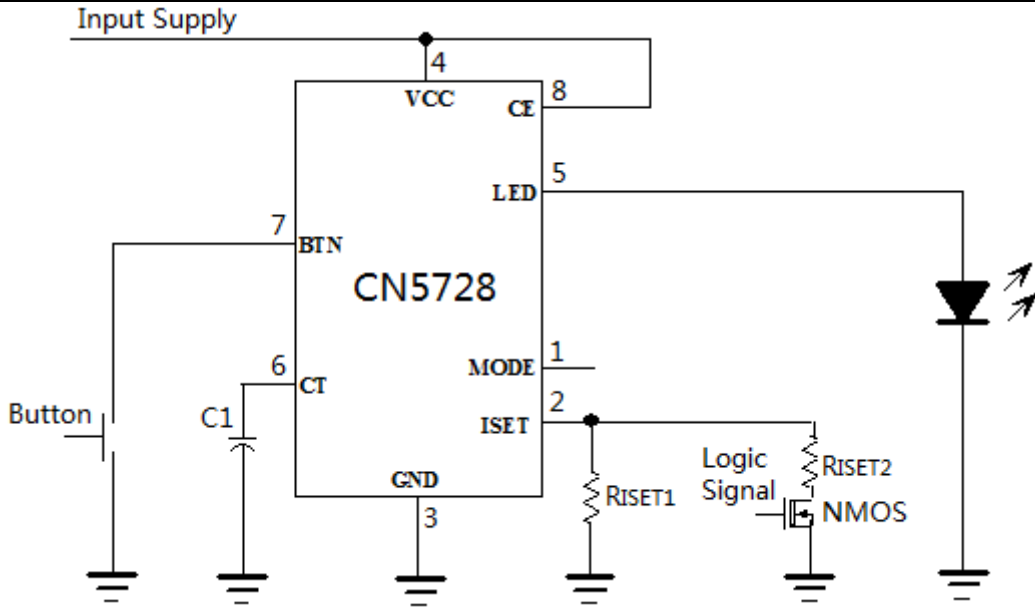 Input Supply
4
VCC
8
CE
5
LED
7
BTN
CN5728
6
CT
1
MODE
2
ISET
Button
C1
Logic
Signal
RISET2
RISET1
NMOS
GND
3